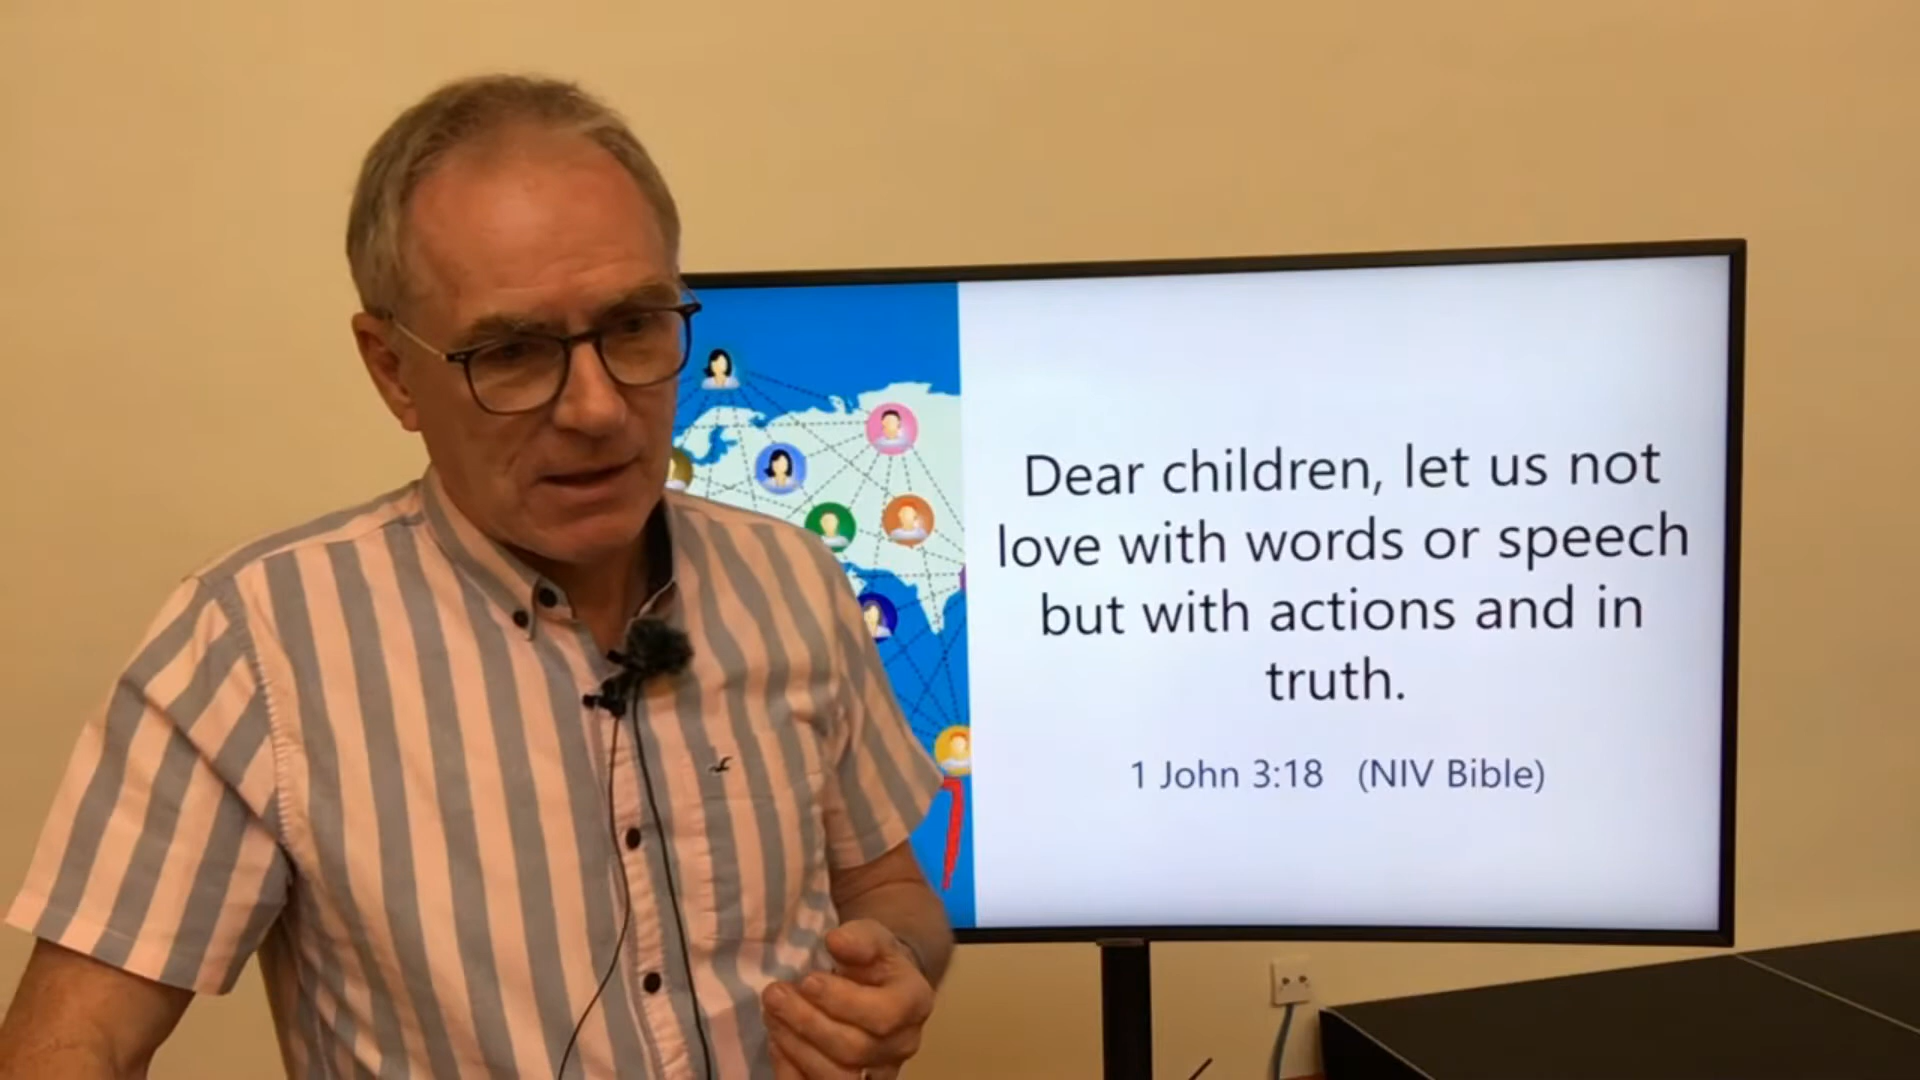 Dear children, let us not
love with words or speech
but with actions and in
truth.
1 John 3:18 (NIV Bible)